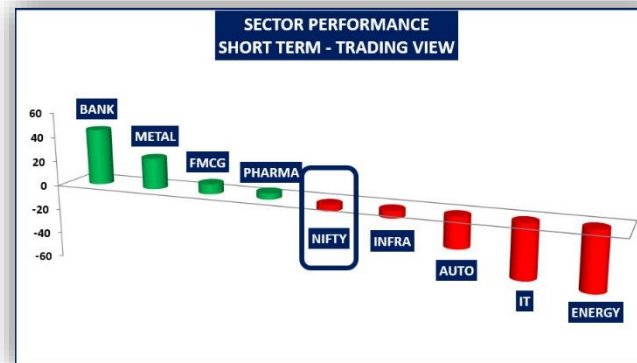 SECTOR PERFORMANCE
SHORT TERM - TRADING VIEW
60
40
20
0
-20
-40
-60
BANK
METAL
FMCG
PHARMA
NIFTY
INFRA
AUTO
IT
ENERGY